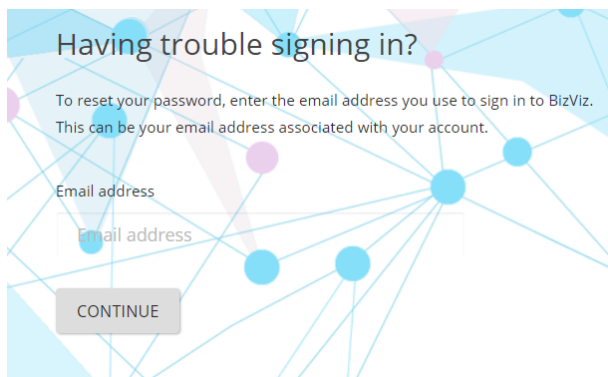 Having trouble signing in?
To reset your password, enter the email address you use to sign in to BizViz.
This can be your email address associated with your account.
Email address
Email address
CONTINUE